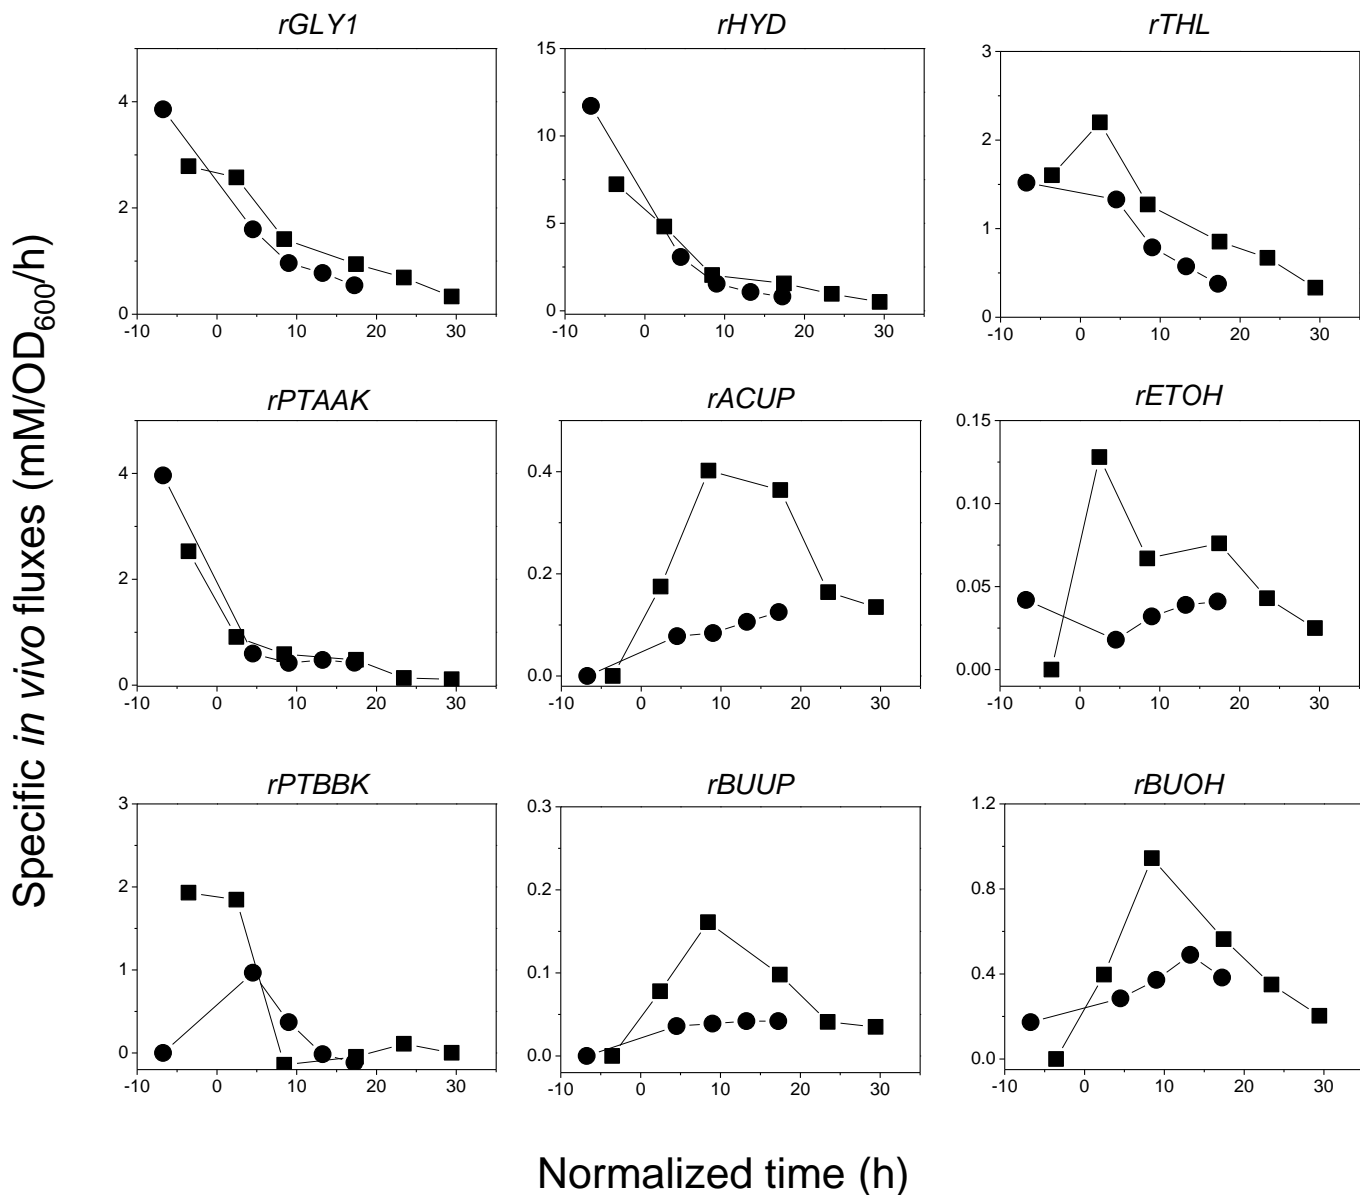 rGLY1 rHYD rTHL
4
2
0
-10 0 10 20 30
15
10
5
0
-10 0 10 20 30
3
2
1
0
-10 0 10 20 30
rPTAAK rACUP rETOH
4
2
0
-10 0 10 20 30
0.4
0.2
0.0
-10 0 10 20 30
0.15
0.10
0.05
0.00
-10 0 10 20 30
rPTBBK rBUUP rBUOH
3
2
1
0
-10 0 10 20 30
0.3
0.2
0.1
0.0
-10 0 10 20 30
1.2
0.8
0.4
0.0
-10 0 10 20 30
Specific in vivo fluxes (mM/OD600/h)
Normalized time (h)